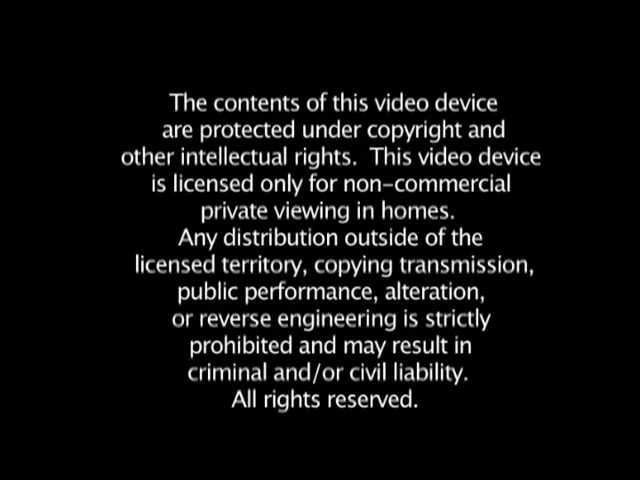 The contents of this video device
are protected under copyright and
other intellectual rights.  This video device
is licensed only for non-commercial
private viewing in homes.
Any distribution outside of the
licensed territory, copying transmission,
public performance, alteration,
or reverse engineering is strictly
prohibited and may result in
criminal and/or civil liability.
All rights reserved.